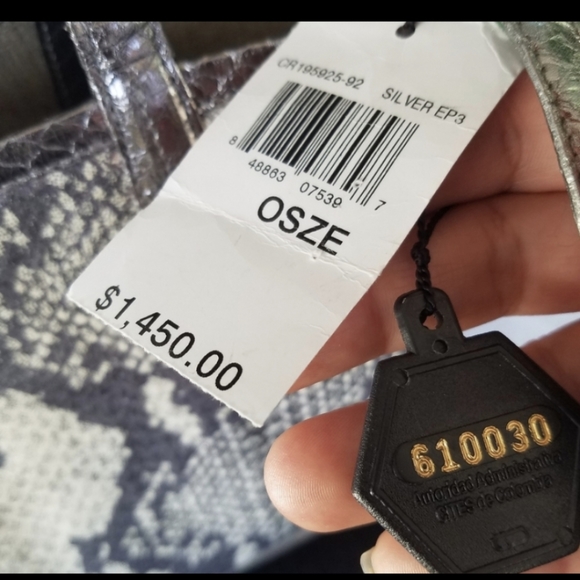 CR195925-92 SILVER EP3
8 48863 07539 7
OSZE
$1,450.00
610030
Autoridad Administrativa
CITES de Colombia